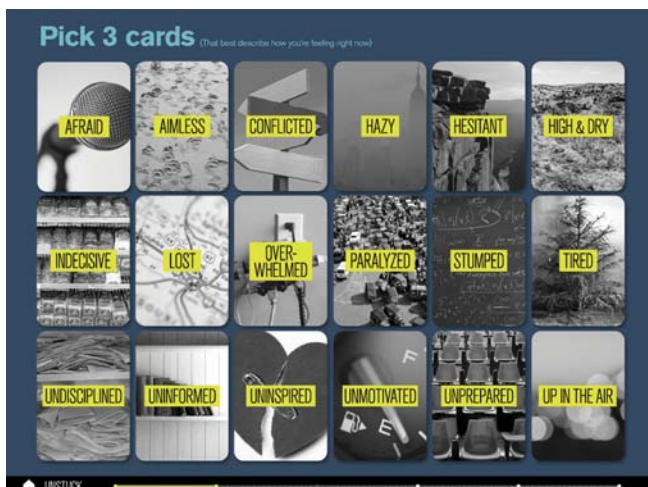 Pick 3 cards (That best describe how you're feeling right now)
AFRAID
AIMLESS
CONFLICTED
HAZY
HESITANT
HIGH & DRY
INDECISIVE
LOST
OVER-
WHELMED
PARALYZED
STUMPED
TIRED
UNDISCIPLINED
UNINFORMED
UNINSPIRED
UNMOTIVATED
F
E
UNPREPARED
UP IN THE AIR
UNSTUCK